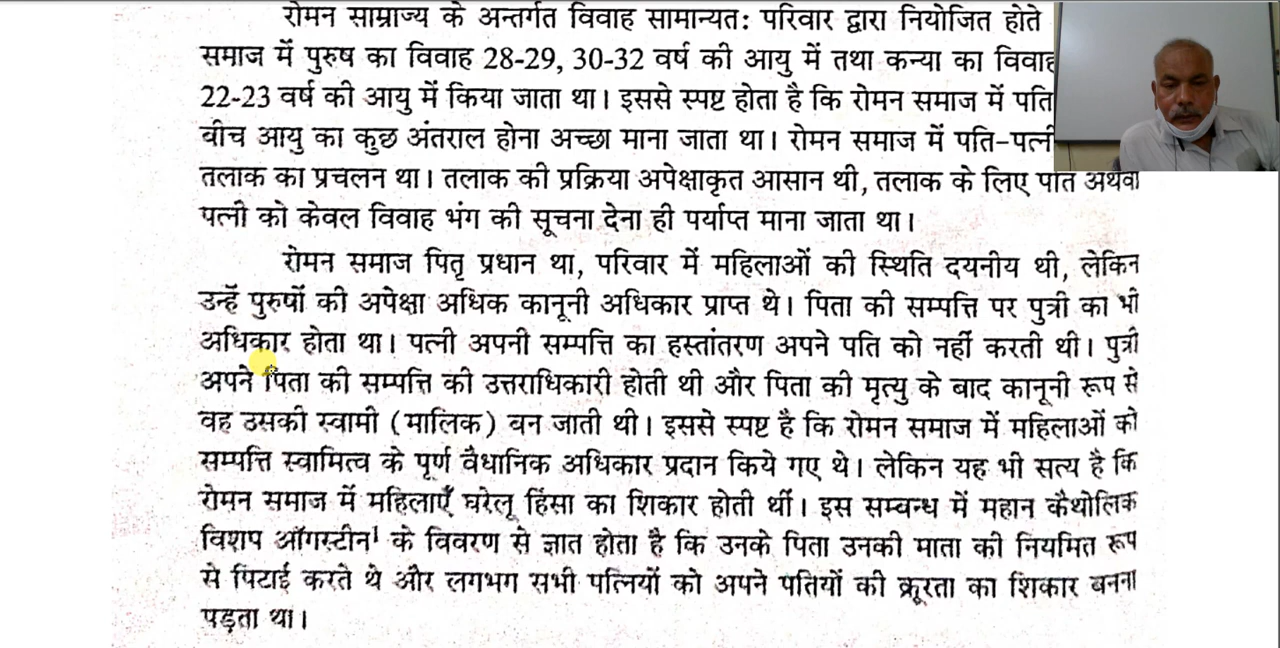 रोमन साम्राज्य के अन्तर्गत विवाह सामान्यत: परिवार द्वारा नियोजित होते
समाज में पुरुष का विवाह 28-29, 30-32 वर्ष की आयु में तथा कन्या का विवाह
22-23 वर्ष की आयु में किया जाता था। इससे स्पष्ट होता है कि रोमन समाज में पति
बीच आयु का कुछ अंतराल होना अच्छा माना जाता था। रोमन समाज में पति-पत्नी
तलाक का प्रचलन था। तलाक की प्रक्रिया अपेक्षाकृत आसान थी, तलाक के लिए पति अथवा
पत्नी को केवल विवाह भंग की सूचना देना ही पर्याप्त माना जाता था।
रोमन समाज पितृ प्रधान था, परिवार में महिलाओं की स्थिति दयनीय थी, लेकिन
उन्हें पुरुषों की अपेक्षा अधिक कानूनी अधिकार प्राप्त थे। पिता की सम्पत्ति पर पुत्री का भी
अधिकार होता था। पत्नी अपनी सम्पत्ति का हस्तांतरण अपने पति को नहीं करती थी। पुत्री
अपने पिता की सम्पत्ति की उत्तराधिकारी होती थी और पिता की मृत्यु के बाद कानूनी रूप से
वह उसकी स्वामी (मालिक) बन जाती थी। इससे स्पष्ट है कि रोमन समाज में महिलाओं को
सम्पत्ति स्वामित्व के पूर्ण वैधानिक अधिकार प्रदान किये गए थे। लेकिन यह भी सत्य है कि
रोमन समाज में महिलाएँ घरेलू हिंसा का शिकार होती थीं। इस सम्बन्ध में महान कैथोलिक
विशप ऑगस्टीन¹ के विवरण से ज्ञात होता है कि उनके पिता उनकी माता की नियमित रूप
से पिटाई करते थे और लगभग सभी पत्नियों को अपने पतियों की क्रूरता का शिकार बनना
पड़ता था।